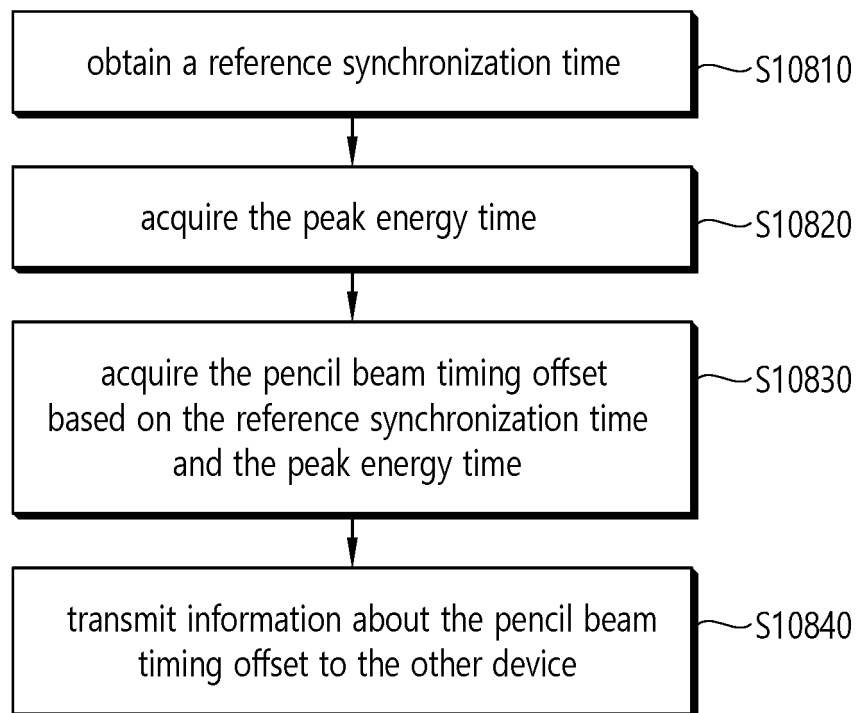 obtain a reference synchronization time
S10810
acquire the peak energy time
S10820
acquire the pencil beam timing offset
based on the reference synchronization time
and the peak energy time
S10830
transmit information about the pencil beam
timing offset to the other device
S10840